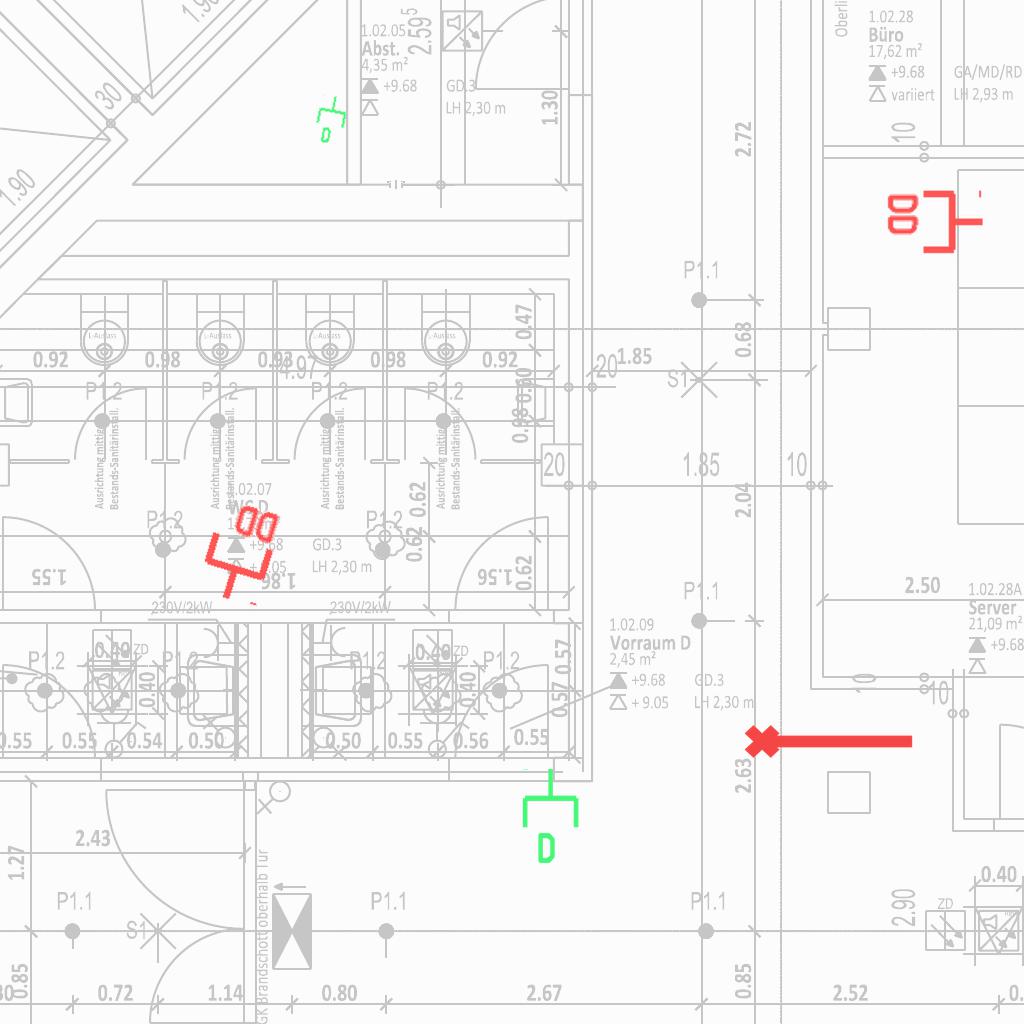 1.90
30
1.90
1.02.05
Abst.
4,35 m²
+9.68
GD.3
LH 2,30 m
2.59⁵
1.30
D
2.72
1.02.28
Büro
17,62 m²
+9.68
variiert
GA/MD/RD
LH 2,93 m
10
DD
P1.1
0.68
0.47
0.92
0.98
0.98
0.92
4.97
20
1.85
S1
P1.2
P1.2
P1.2
P1.2
Ausrichtung mittig
Bestands-Sanitärinstall.
Ausrichtung mittig
Bestands-Sanitärinstall.
Ausrichtung mittig
Bestands-Sanitärinstall.
Ausrichtung mittig
Bestands-Sanitärinstall.
20
1.85
10
2.04
0.62
0.62
0.62
1.02.07
+9.68
GD.3
LH 2,30 m
P1.2
P1.2
DD
1.55
1.86
1.56
230V/2kW
230V/2kW
P1.1
2.50
1.02.28A
Server
21,09 m²
+9.68
1.02.09
Vorraum D
2,45 m²
+9.68
+ 9.05
GD.3
LH 2,30 m
P1.2
P1.2
P1.2
P1.2
0.40
ZD
0.40
0.40
ZD
0.40
0.57
0.57
10
0.55
0.55
0.54
0.50
0.50
0.55
0.56
0.55
2.63
D
2.43
1.27
GK Brandschott oberhalb Tür
P1.1
S1
P1.1
P1.1
2.90
ZD
0.40
0.85
0.72
1.14
0.80
2.67
0.85
2.52